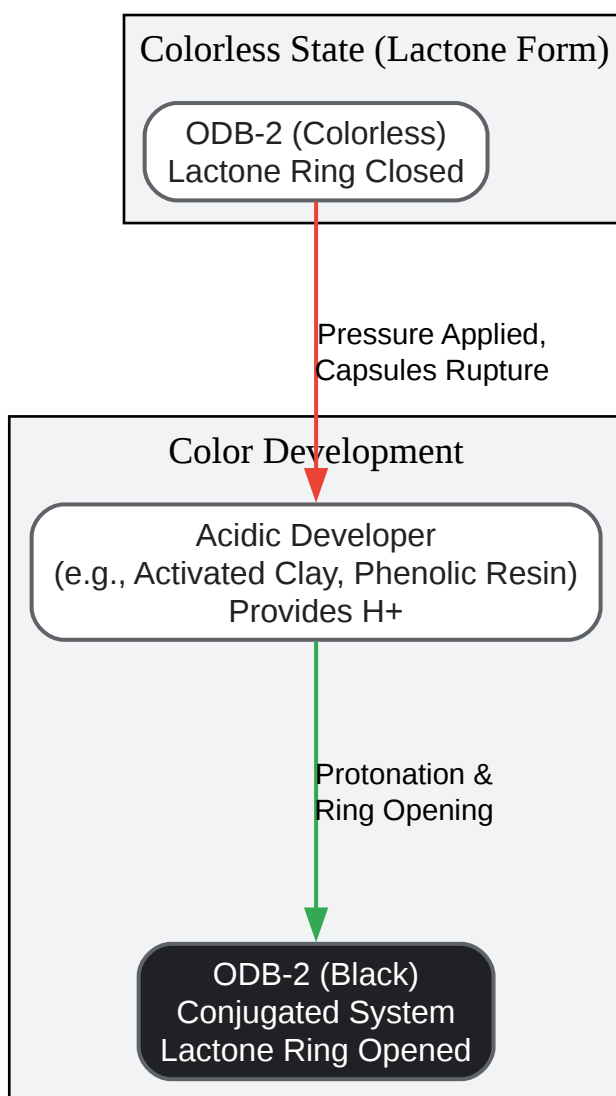 Colorless State (Lactone Form)
ODB-2 (Colorless)
Lactone Ring Closed
Pressure Applied,
Capsules Rupture
Color Development
Acidic Developer
(e.g., Activated Clay, Phenolic Resin)
Provides H+
Protonation &
Ring Opening
ODB-2 (Black)
Conjugated System
Lactone Ring Opened